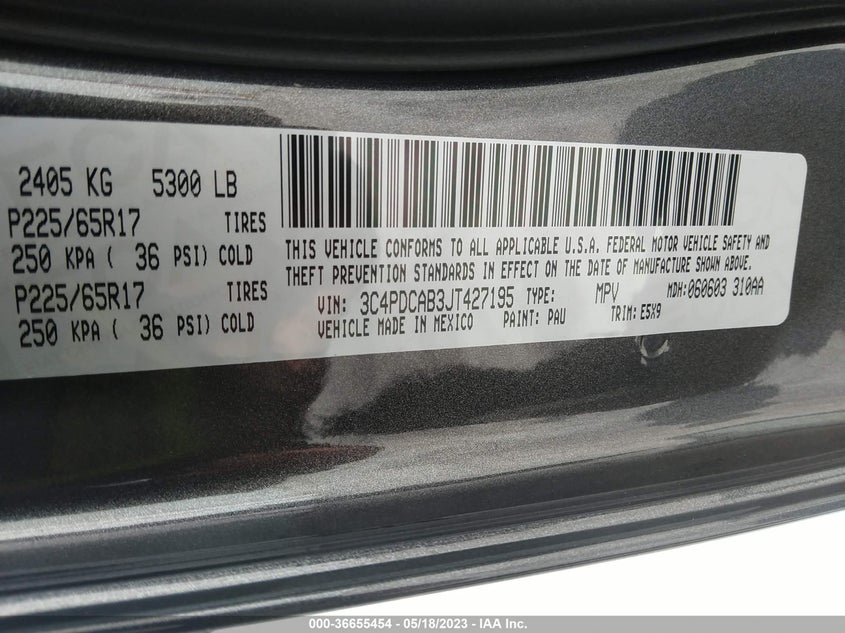 2405 KG 5300 LB
P225/65R17 TIRES
250 KPA ( 36 PSI) COLD
P225/65R17 TIRES
250 KPA ( 36 PSI) COLD
THIS VEHICLE CONFORMS TO ALL APPLICABLE U.S.A. FEDERAL MOTOR VEHICLE SAFETY AND
THEFT PREVENTION STANDARDS IN EFFECT ON THE DATE OF MANUFACTURE SHOWN ABOVE.
VIN: 3C4PDCAB3JT427195 TYPE: MPV MDH:060603 310AA
VEHICLE MADE IN MEXICO PAINT: PAU TRIM: E5X9
000-36655454 - 05/18/2023 - IAA Inc.